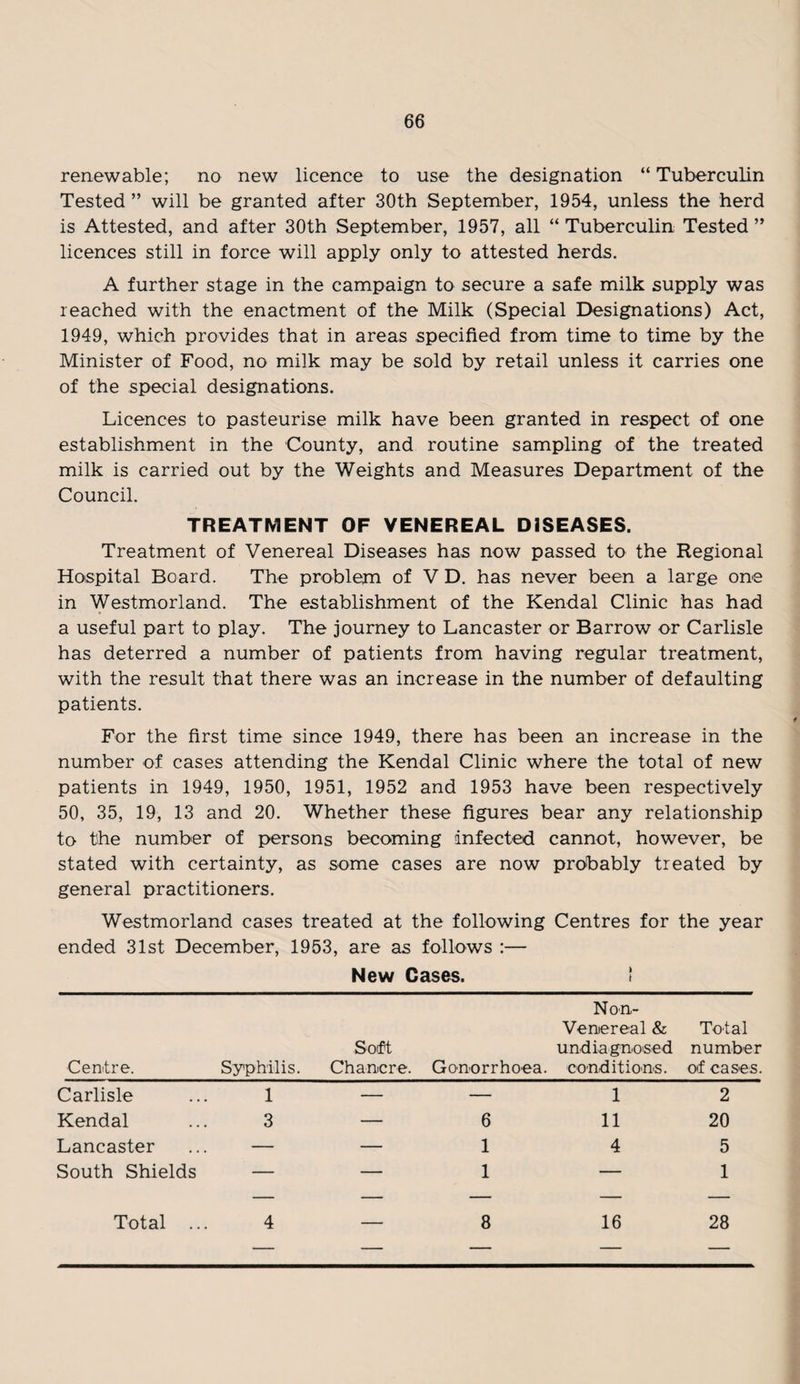 66
renewable; no new licence to use the designation “ Tuberculin
Tested ” will be granted after 30th September, 1954, unless the herd
is Attested, and after 30th September, 1957, all “ Tuberculin Tested ”
licences still in force will apply only to attested herds.
A further stage in the campaign to secure a safe milk supply was
reached with the enactment of the Milk (Special Designations) Act,
1949, which provides that in areas specified from time to time by the
Minister of Food, no milk may be sold by retail unless it carries one
of the special designations.
Licences to pasteurise milk have been granted in respect of one
establishment in the County, and routine sampling of the treated
milk is carried out by the Weights and Measures Department of the
Council.
TREATMENT OF VENEREAL DISEASES.
Treatment of Venereal Diseases has now passed to the Regional
Hospital Board. The problem of V D. has never been a large one
in Westmorland. The establishment of the Kendal Clinic has had
a useful part to play. The journey to Lancaster or Barrow or Carlisle
has deterred a number of patients from having regular treatment,
with the result that there was an increase in the number of defaulting
patients.
For the first time since 1949, there has been an increase in the
number of cases attending the Kendal Clinic where the total of new
patients in 1949, 1950, 1951, 1952 and 1953 have been respectively
50, 35, 19, 13 and 20. Whether these figures bear any relationship
to the number of persons becoming infected cannot, however, be
stated with certainty, as some cases are now probably treated by
general practitioners.
Westmorland cases treated at the following Centres for the year
ended 31st December, 1953, are as follows :—
New Cases.
Non-
Venereal & Total
Soft undiagnosed number
Centre. Syphilis. Chancre. Gonorrhoea. conditions. of cases.
Carlisle ... 1 — — 1 2
Kendal ... 3 — 6 11 20
Lancaster ... — — 1 4 5
South Shields — — 1 — 1
— — — — —
Total ... 4 — 8 16 28
— — — — —